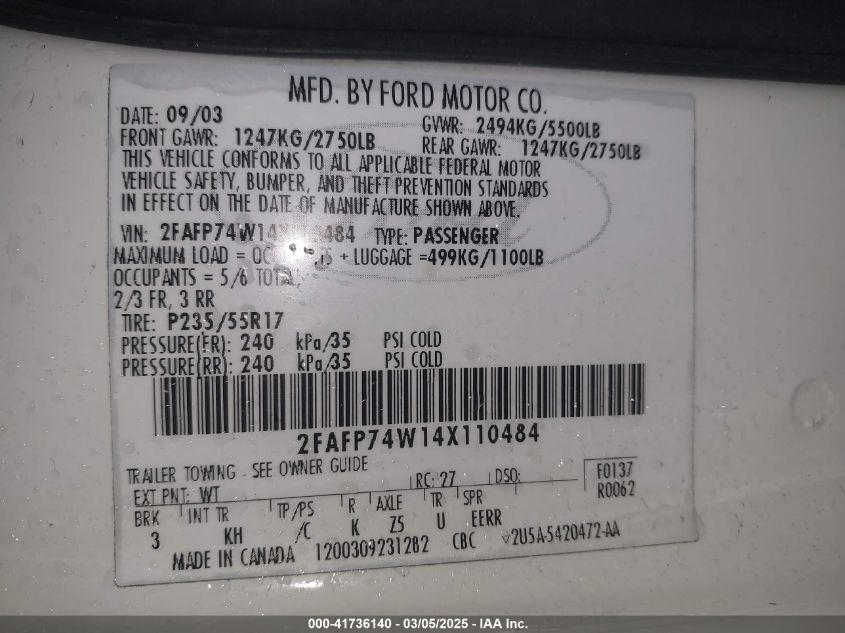 MFD. BY FORD MOTOR CO.
DATE: 09/03 GVWR: 2494KG/5500LB
FRONT GAWR: 1247KG/2750LB REAR GAWR: 1247KG/2750LB
THIS VEHICLE CONFORMS TO ALL APPLICABLE FEDERAL MOTOR
VEHICLE SAFETY, BUMPER, AND THEFT PREVENTION STANDARDS
IN EFFECT ON THE DATE OF MANUFACTURE SHOWN ABOVE.
VIN: 2FAFP74W14X110484 TYPE: PASSENGER
MAXIMUM LOAD = + LUGGAGE =499KG/1100LB
OCCUPANTS = 5/6 TOTAL,
2/3 FR, 3 RR
TIRE: P235/55R17
PRESSURE(FR): 240 kPa/35 PSI COLD
PRESSURE(RR): 240 kPa/35 PSI COLD
2FAFP74W14X110484
TRAILER TOWING - SEE OWNER GUIDE
EXT PNT: WT RC: 27 DSO: F0137
R0062
BRK INT TR TP/PS R AXLE TR SPR
3 KH /C K Z5 U EERR
MADE IN CANADA 1200309231282 CBC 2U5A-5420472-AA
000-41736140 - 03/05/2025 - IAA Inc.